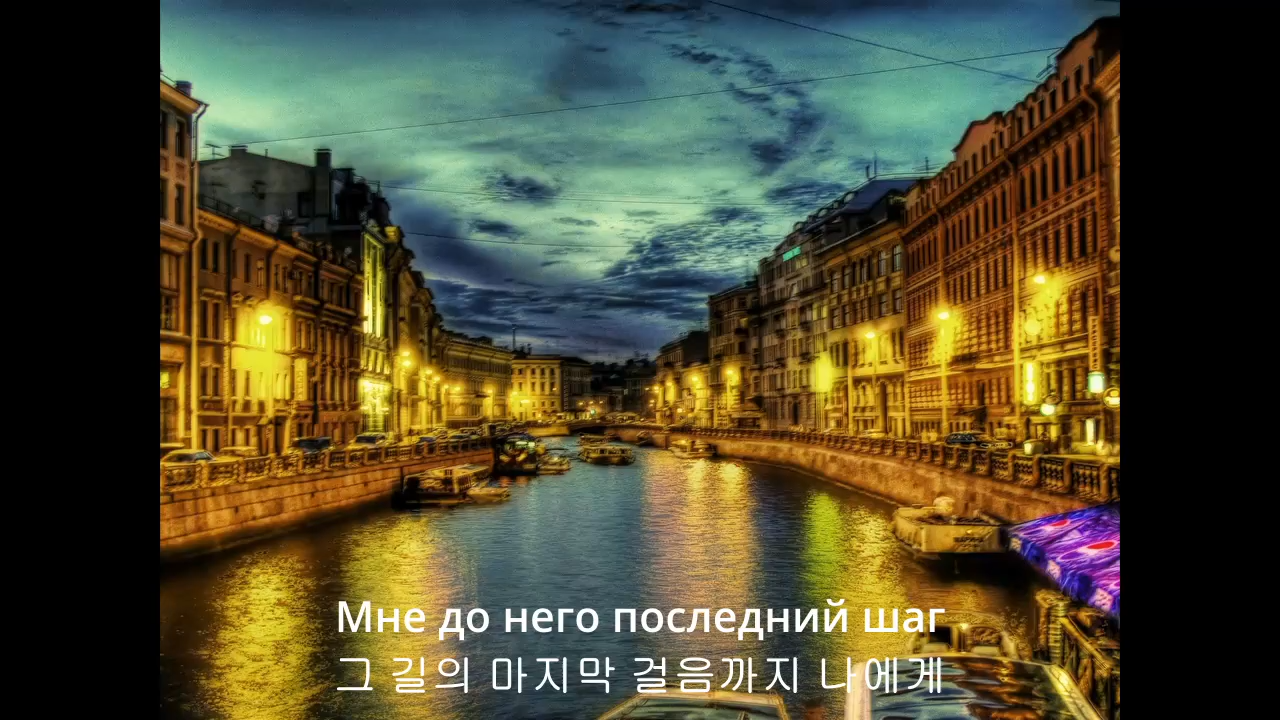 Мне до него последний шаг
그 길의 마지막 걸음까지 나에게